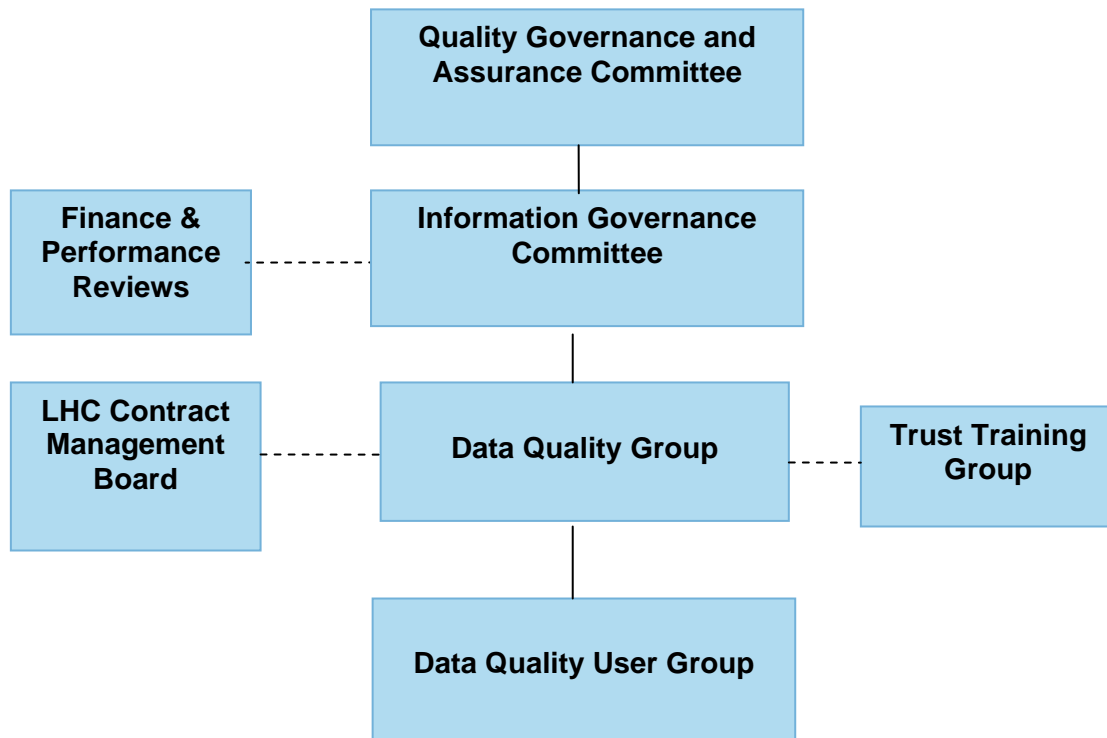 Quality Governance and
Assurance Committee
Finance &
Performance
Reviews
Information Governance
Committee
LHC Contract
Management
Board
Data Quality Group
Trust Training
Group
Data Quality User Group